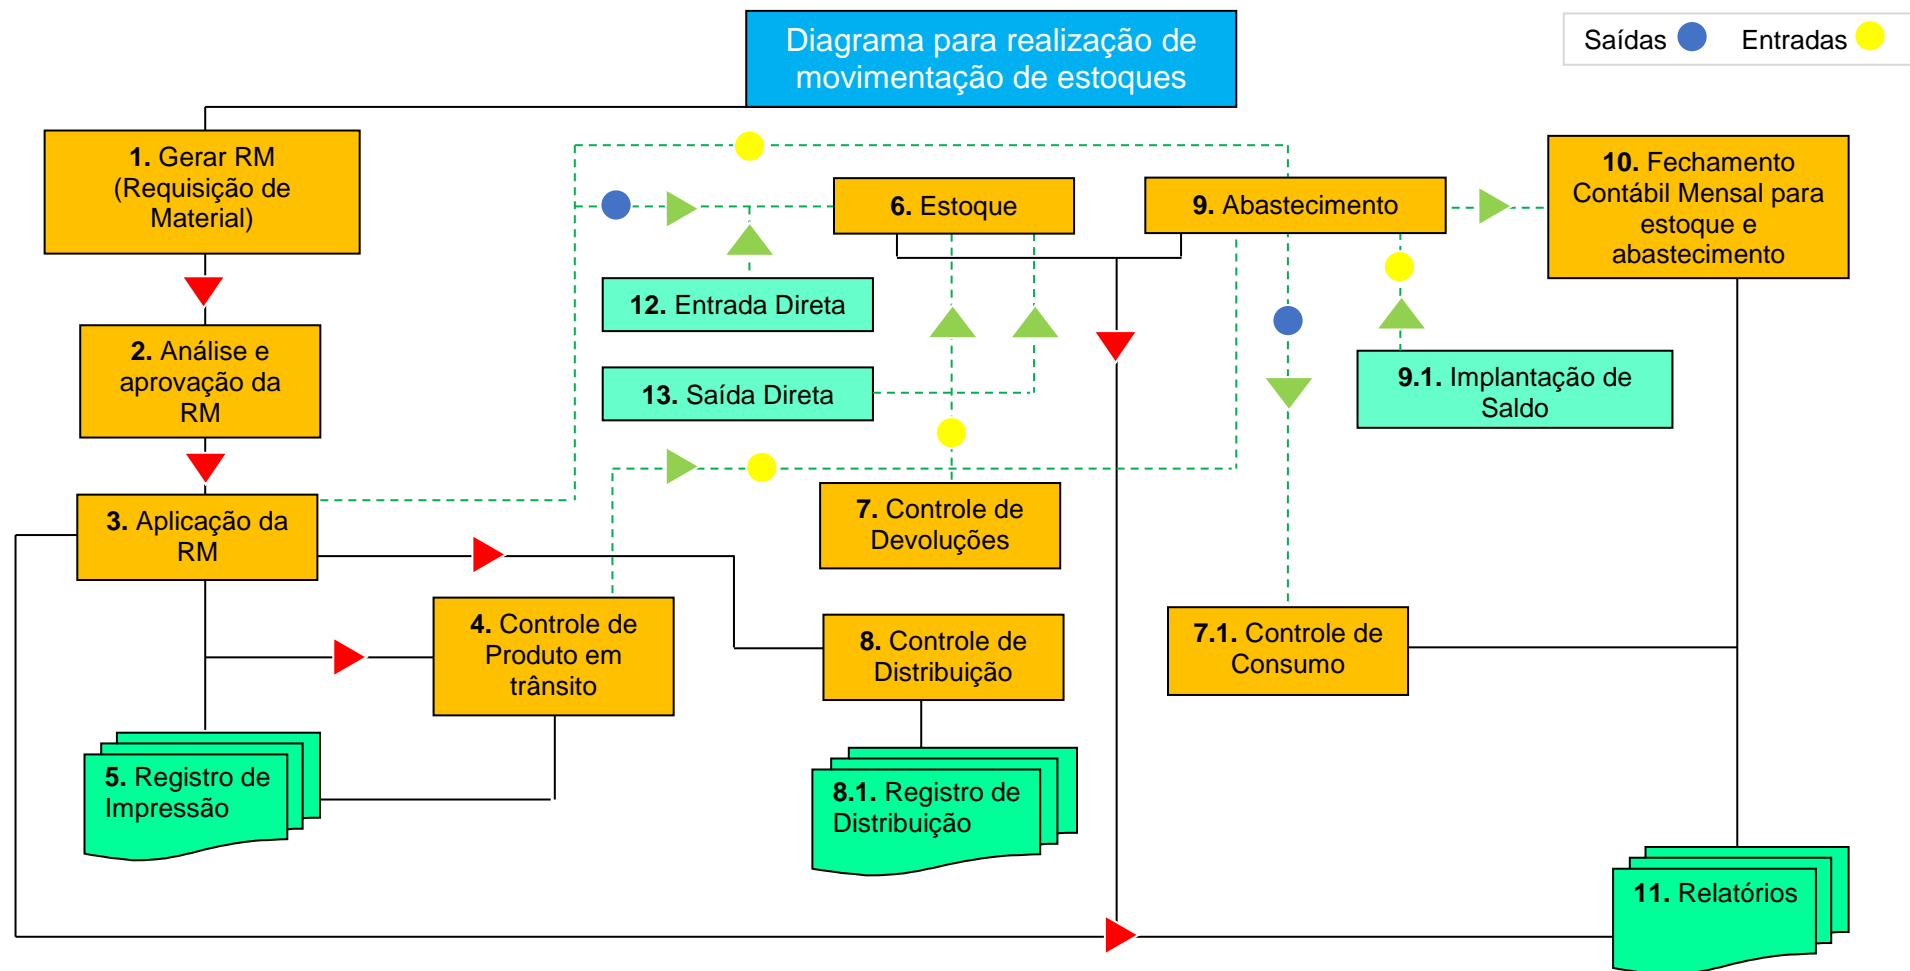 Diagrama para realização de
movimentação de estoques
Saídas
Entradas
1. Gerar RM
(Requisição de
Material)
6. Estoque
9. Abastecimento
10. Fechamento
Contábil Mensal para
estoque e
abastecimento
12. Entrada Direta
2. Análise e
aprovação da
RM
13. Saída Direta
9.1. Implantação de
Saldo
3. Aplicação da
RM
7. Controle de
Devoluções
4. Controle de
Produto em
trânsito
8. Controle de
Distribuição
7.1. Controle de
Consumo
5. Registro de
Impressão
8.1. Registro de
Distribuição
11. Relatórios